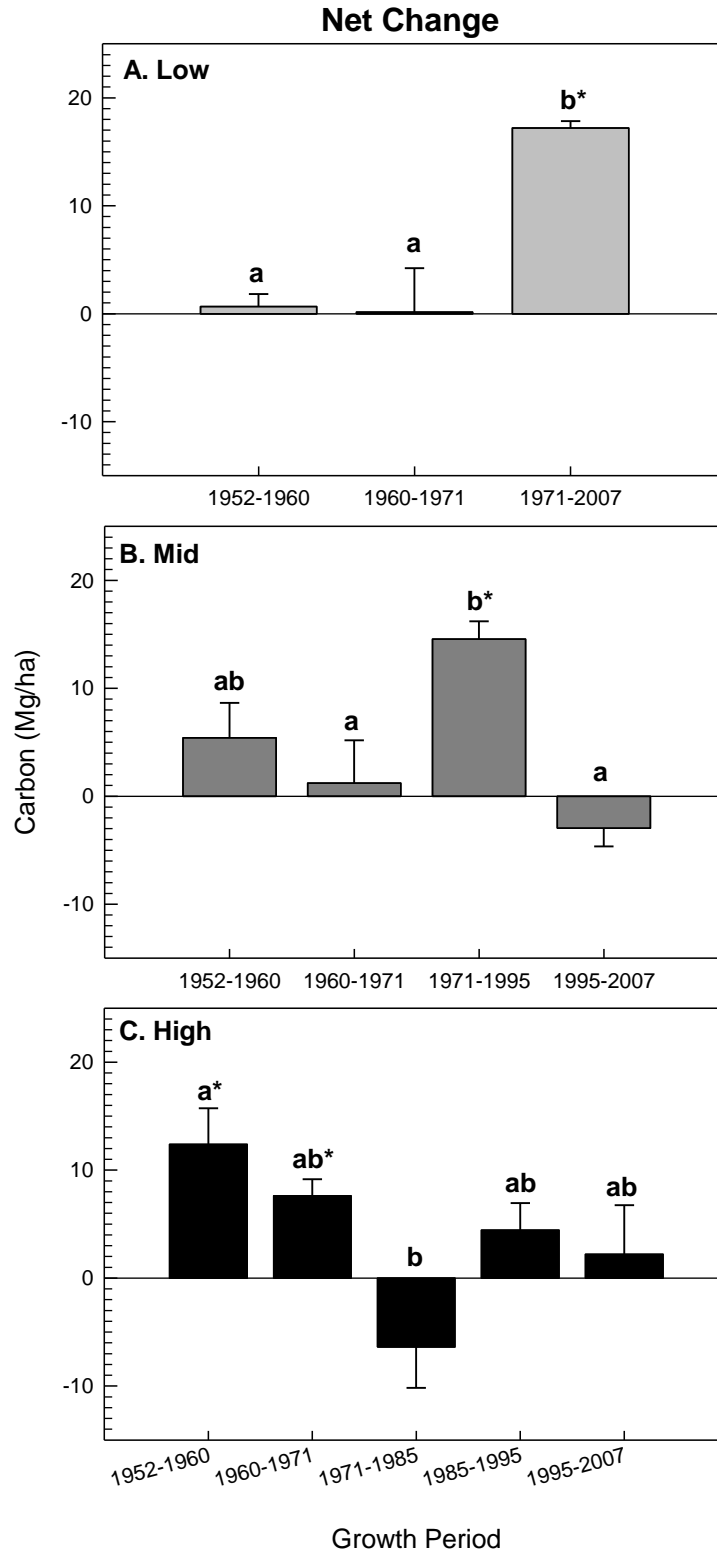 Net Change
A. Low
20
10
0
-10
a
a
b*
1952-1960 1960-1971 1971-2007
B. Mid
20
10
0
-10
ab
a
b*
a
1952-1960 1960-1971 1971-1995 1995-2007
Carbon (Mg/ha)
C. High
20
10
0
-10
a*
ab*
b
ab
ab
1952-1960 1960-1971 1971-1985 1985-1995 1995-2007
Growth Period